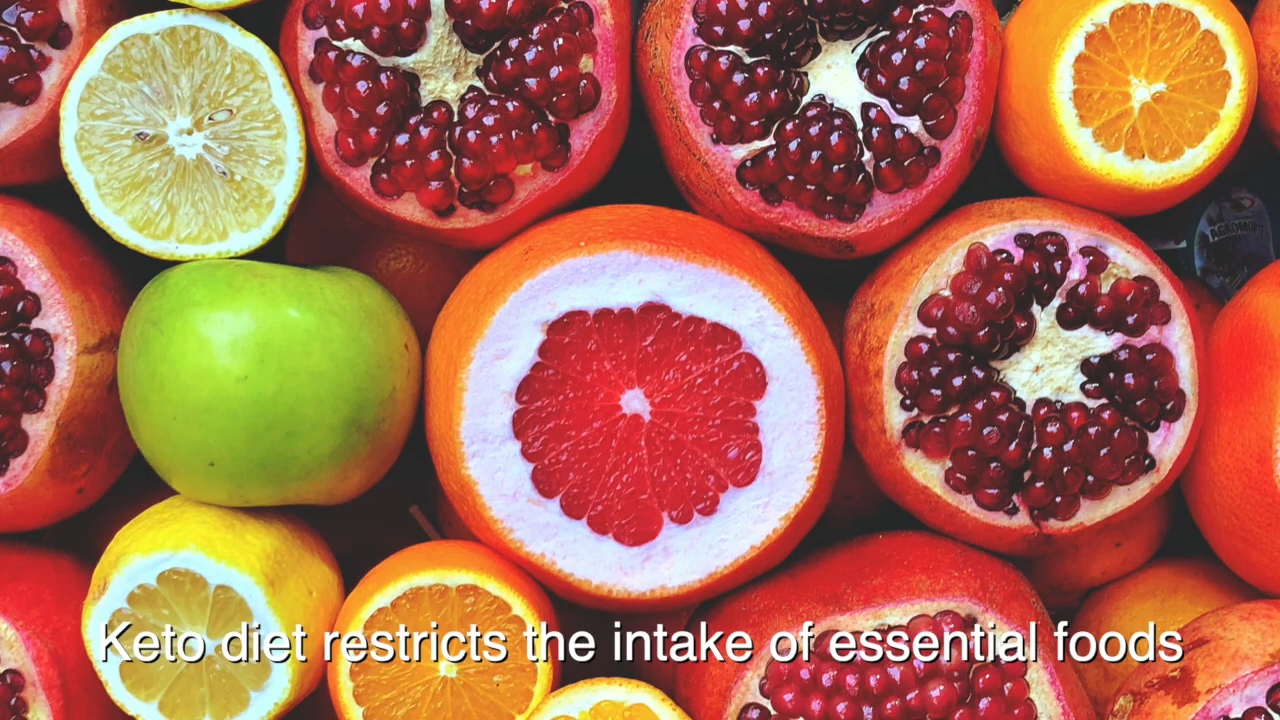 Keto diet restricts the intake of essential foods